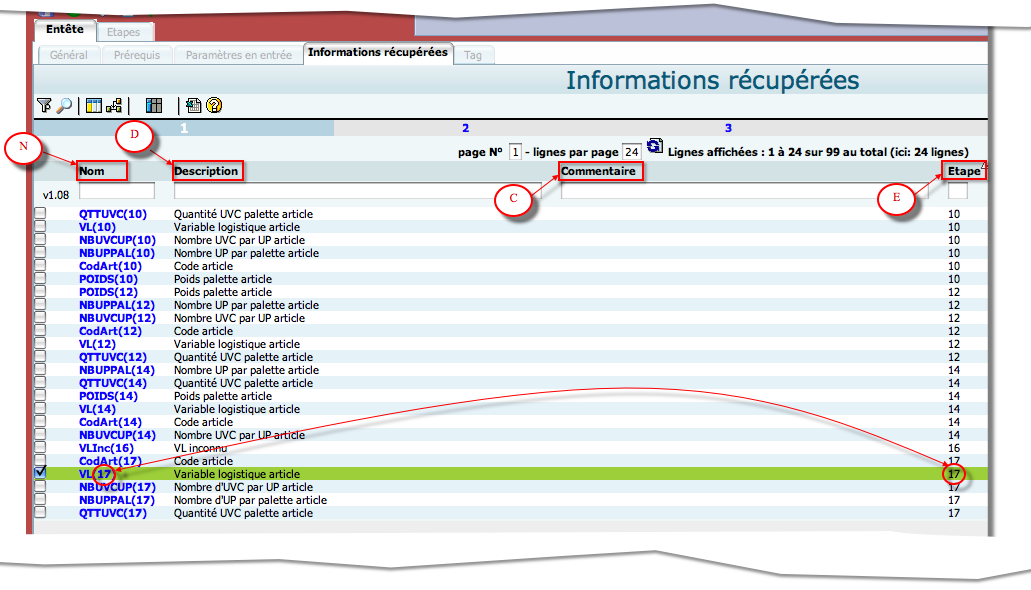 Entête Etapes
Général Prérequis Paramètres en entrée Informations récupérées Tag
Informations récupérées
1 2 3
N D
page N° 1 - lignes par page 24 Lignes affichées : 1 à 24 sur 99 au total (ici: 24 lignes)
Nom Description Commentaire Etape
v1.08 C E
QTTUVC(10) Quantité UVC palette article 10
VL(10) Variable logistique article 10
NBUVCUP(10) Nombre UVC par UP article 10
NBUPPAL(10) Nombre UP par palette article 10
CodArt(10) Code article 10
POIDS(10) Poids palette article 10
POIDS(12) Poids palette article 12
NBUPPAL(12) Nombre UP par palette article 12
NBUVCUP(12) Nombre UVC par UP article 12
CodArt(12) Code article 12
VL(12) Variable logistique article 12
QTTUVC(12) Quantité UVC palette article 12
NBUPPAL(14) Nombre UP par palette article 14
QTTUVC(14) Quantité UVC palette article 14
POIDS(14) Poids palette article 14
VL(14) Variable logistique article 14
CodArt(14) Code article 14
NBUVCUP(14) Nombre UVC par UP article 14
VLInc(16) VL inconnu 16
CodArt(17) Code article 17
VL(17) Variable logistique article 17
NBUVCUP(17) Nombre d'UVC par UP article 17
NBUPPAL(17) Nombre d'UP par palette article 17
QTTUVC(17) Quantité UVC palette article 17